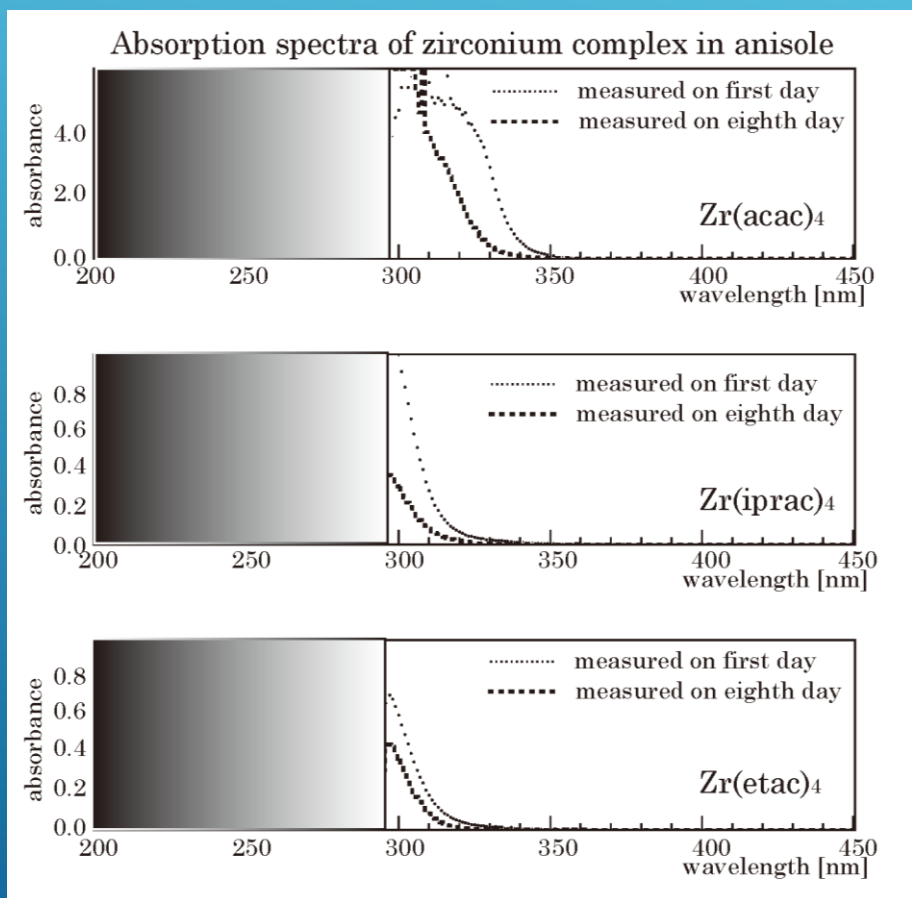 Absorption spectra of zirconium complex in anisole
absorbance
4.0
2.0
0.0
measured on first day
measured on eighth day
Zr(acac)4
200 250 300 350 400 450
wavelength [nm]
absorbance
0.8
0.6
0.4
0.2
0.0
measured on first day
measured on eighth day
Zr(iprac)4
200 250 300 350 400 450
wavelength [nm]
absorbance
0.8
0.6
0.4
0.2
0.0
measured on first day
measured on eighth day
Zr(etac)4
200 250 300 350 400 450
wavelength [nm]